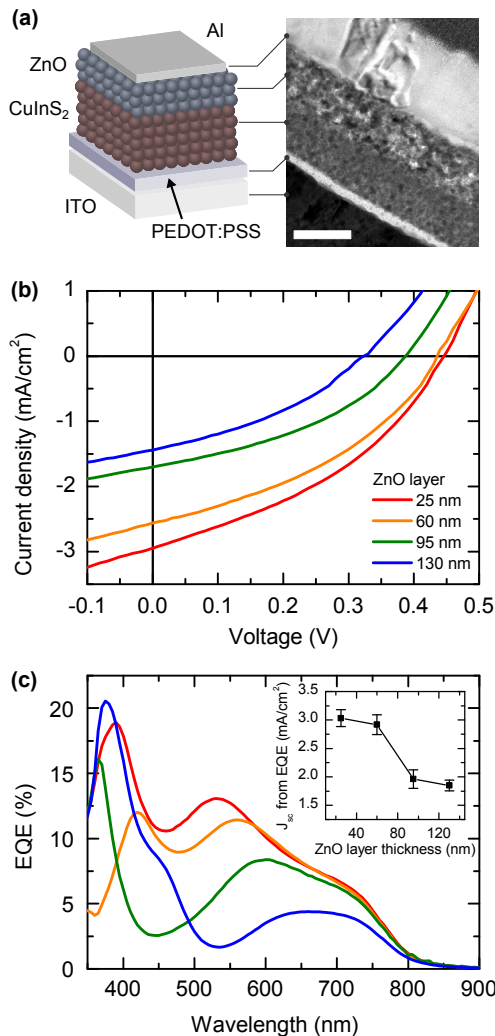 (a)
Al
ZnO
CuInS2
ITO
PEDOT:PSS
(b)
1
0
-1
-2
-3
Current density (mA/cm2)
ZnO layer
25 nm
60 nm
95 nm
130 nm
-0.1 0.0 0.1 0.2 0.3 0.4 0.5
Voltage (V)
(c)
20
15
10
5
0
EQE (%)
3.5
3.0
2.5
2.0
1.5
Jsc from EQE (mA/cm2)
40 80 120
ZnO layer thickness (nm)
400 500 600 700 800 900
Wavelength (nm)